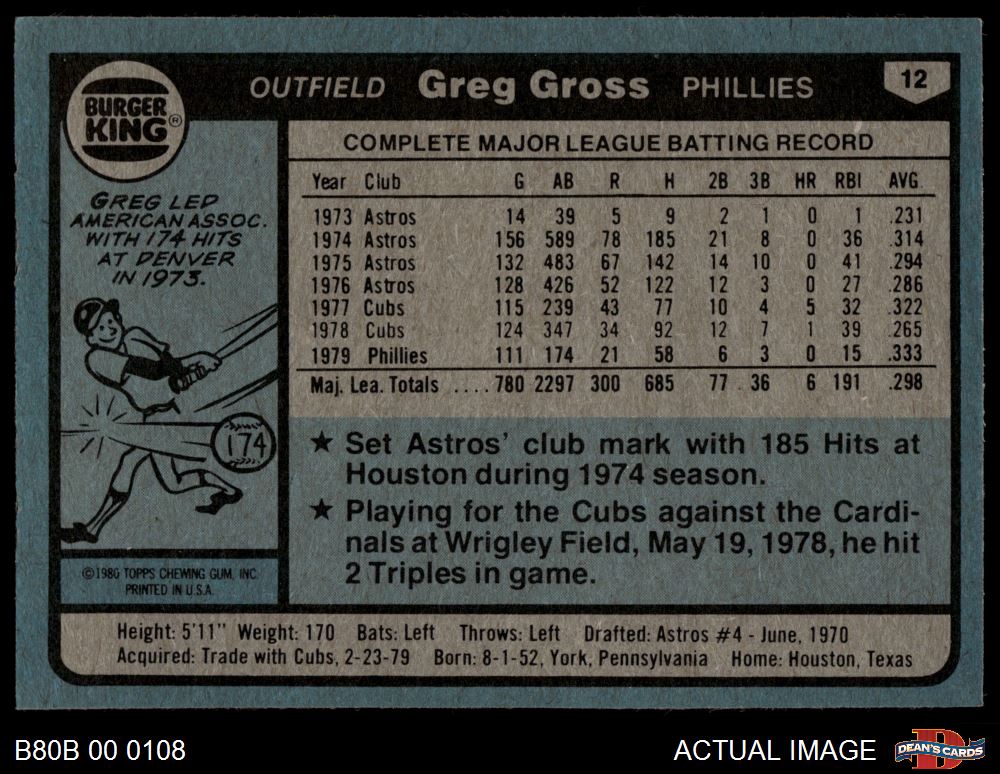 BURGER
KING®
OUTFIELD Greg Gross PHILLIES 12
GREG LED
AMERICAN ASSOC.
WITH 174 HITS
AT DENVER
IN 1973.
174
©1980 TOPPS CHEWING GUM, INC.
PRINTED IN U.S.A.
COMPLETE MAJOR LEAGUE BATTING RECORD
Year Club G AB R H 2B 3B HR RBI AVG.
1973 Astros 14 39 5 9 2 1 0 1 .231
1974 Astros 156 589 78 185 21 8 0 36 .314
1975 Astros 132 483 67 142 14 10 0 41 .294
1976 Astros 128 426 52 122 12 3 0 27 .286
1977 Cubs 115 239 43 77 10 4 5 32 .322
1978 Cubs 124 347 34 92 12 7 1 39 .265
1979 Phillies 111 174 21 58 6 3 0 15 .333
Maj. Lea. Totals ....780 2297 300 685 77 36 6 191 .298
★ Set Astros' club mark with 185 Hits at
Houston during 1974 season.
★ Playing for the Cubs against the Cardi-
nals at Wrigley Field, May 19, 1978, he hit
2 Triples in game.
Height: 5'11" Weight: 170 Bats: Left Throws: Left Drafted: Astros #4 - June, 1970
Acquired: Trade with Cubs, 2-23-79 Born: 8-1-52, York, Pennsylvania Home: Houston, Texas
B80B 00 0108 ACTUAL IMAGE
D
DEAN'S CARDS